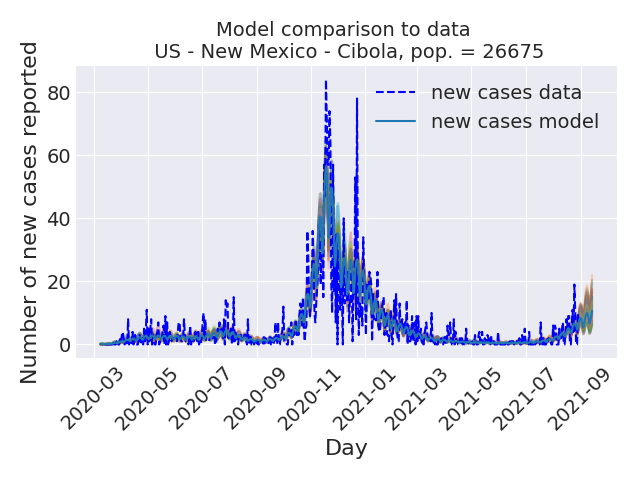 Model comparison to data
US - New Mexico - Cibola, pop. = 26675
Number of new cases reported
80
60
40
20
0
new cases data
new cases model
2020-03
2020-05
2020-07
2020-09
2020-11
2021-01
2021-03
2021-05
2021-07
2021-09
Day